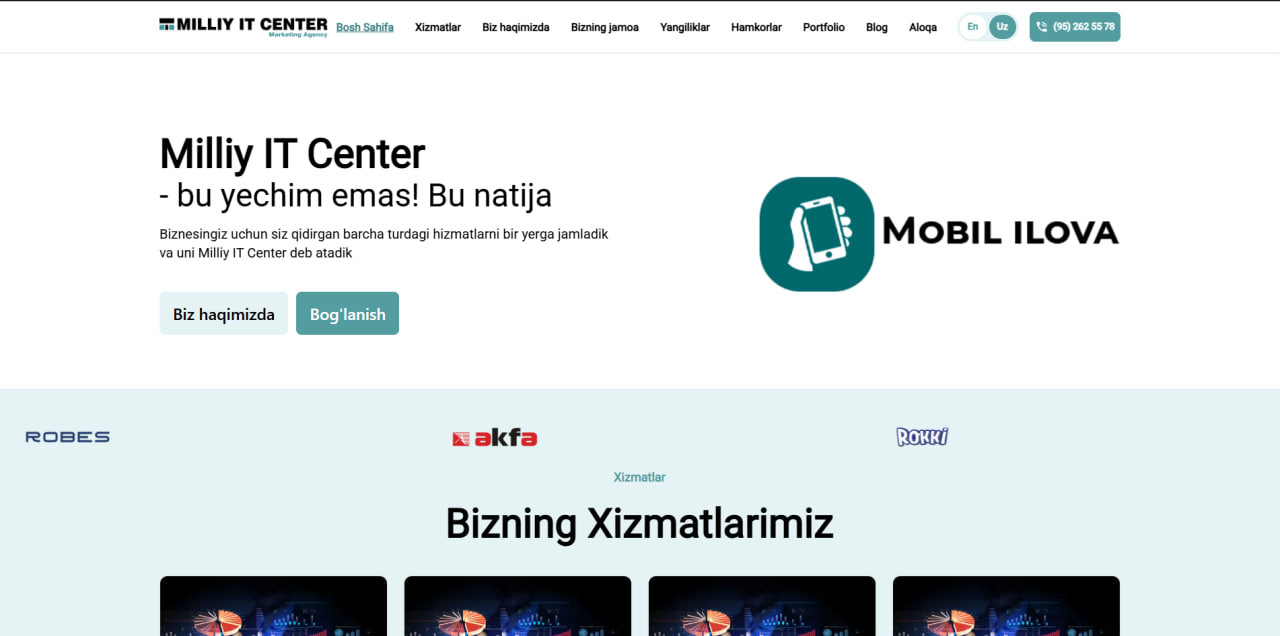 MILLIY IT CENTER
Marketing Agency
Bosh Sahifa
Xizmatlar
Biz haqimizda
Bizning jamoa
Yangiliklar
Hamkorlar
Portfolio
Blog
Aloqa
En
Uz
(95) 262 55 78
Milliy IT Center
- bu yechim emas! Bu natija
Biznesingiz uchun siz qidirgan barcha turdagi hizmatlarni bir yerga jamladik
va uni Milliy IT Center deb atadik
Biz haqimizda
Bog'lanish
MOBIL ILOVA
ROBES
akfa
ROKKi
Xizmatlar
Bizning Xizmatlarimiz